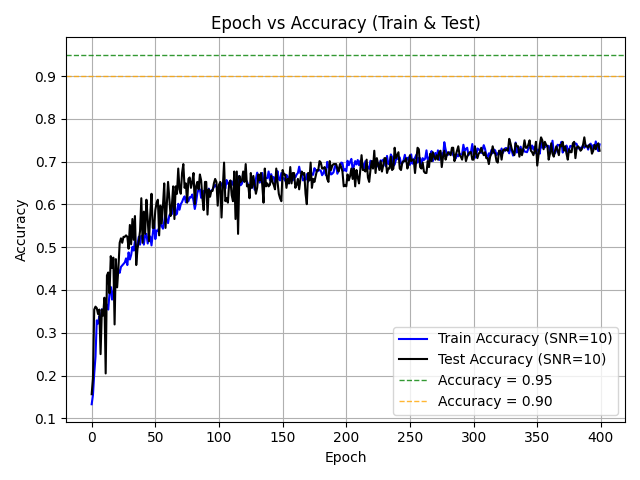 Epoch vs Accuracy (Train & Test)
Accuracy
0.9
0.8
0.7
0.6
0.5
0.4
0.3
0.2
0.1
Train Accuracy (SNR=10)
Test Accuracy (SNR=10)
Accuracy = 0.95
Accuracy = 0.90
0 50 100 150 200 250 300 350 400
Epoch